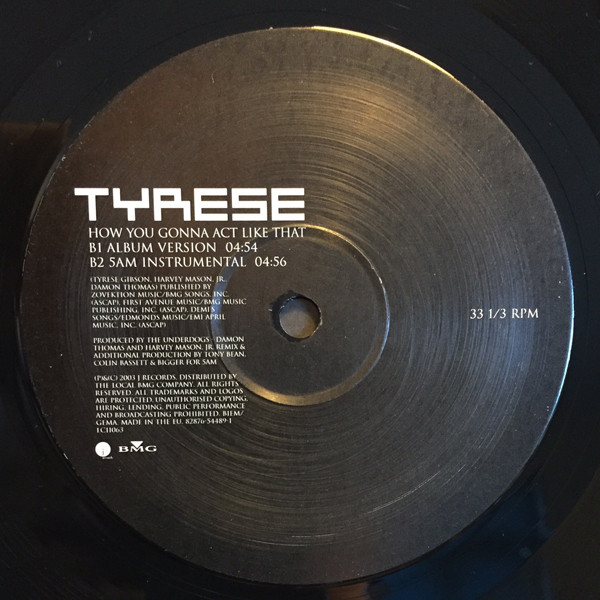 TYRESE
HOW YOU GONNA ACT LIKE THAT
B1 ALBUM VERSION 04:54
B2 5AM INSTRUMENTAL 04:56
(TYRESE GIBSON, HARVEY MASON, JR.
DAMON THOMAS) PUBLISHED BY
ZOVEKTION MUSIC/BMG SONGS, INC.
(ASCAP), FIRST AVENUE MUSIC/BMG MUSIC
PUBLISHING, INC. (ASCAP), DEMI'S
SONGS/EDMONDS MUSIC/EMI APRIL
MUSIC, INC. (ASCAP)
33 1/3 RPM
PRODUCED BY THE UNDERDOGS - DAMON
THOMAS AND HARVEY MASON, JR. REMIX &
ADDITIONAL PRODUCTION BY TONY BEAN,
COLIN BASSETT & BIGGER FOR 5AM
(P)&(C) 2003 J RECORDS. DISTRIBUTED BY
THE LOCAL BMG COMPANY. ALL RIGHTS
RESERVED. ALL TRADEMARKS AND LOGOS
ARE PROTECTED. UNAUTHORISED COPYING,
HIRING, LENDING, PUBLIC PERFORMANCE
AND BROADCASTING PROHIBITED. BIEM/
GEMA. MADE IN THE EU. 82876-54489-1
LC11063
BMG